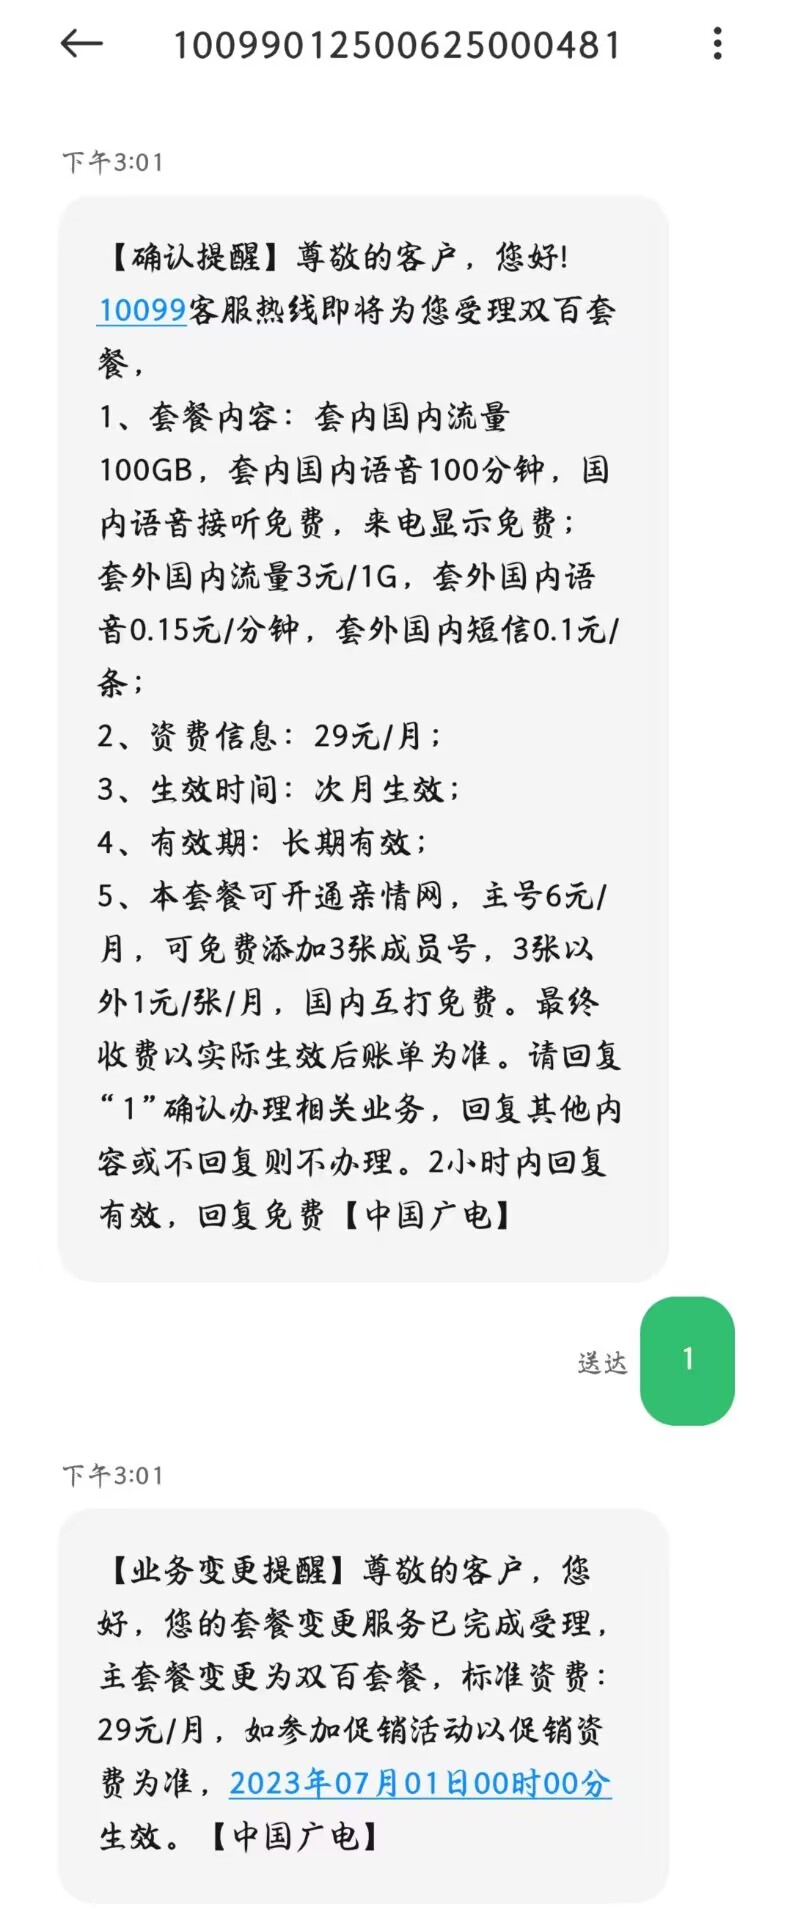 10099012500625000481
下午3:01
【确认提醒】尊敬的客户，您好!
10099客服热线即将为您受理双百套
餐，
1、套餐内容：套内国内流量
100GB，套内国内语音100分钟，国
内语音接听免费，来电显示免费；
套外国内流量3元/1G，套外国内语
音0.15元/分钟，套外国内短信0.1元/
条；
2、资费信息：29元/月；
3、生效时间：次月生效；
4、有效期：长期有效；
5、本套餐可开通亲情网，主号6元/
月，可免费添加3张成员号，3张以
外1元/张/月，国内互打免费。最终
收费以实际生效后账单为准。请回复
“1”确认办理相关业务，回复其他内
容或不回复则不办理。2小时内回复
有效，回复免费【中国广电】
送达
1
下午3:01
【业务变更提醒】尊敬的客户，您
好，您的套餐变更服务已完成受理，
主套餐变更为双百套餐，标准资费：
29元/月，如参加促销活动以促销资
费为准，2023年07月01日00时00分
生效。【中国广电】